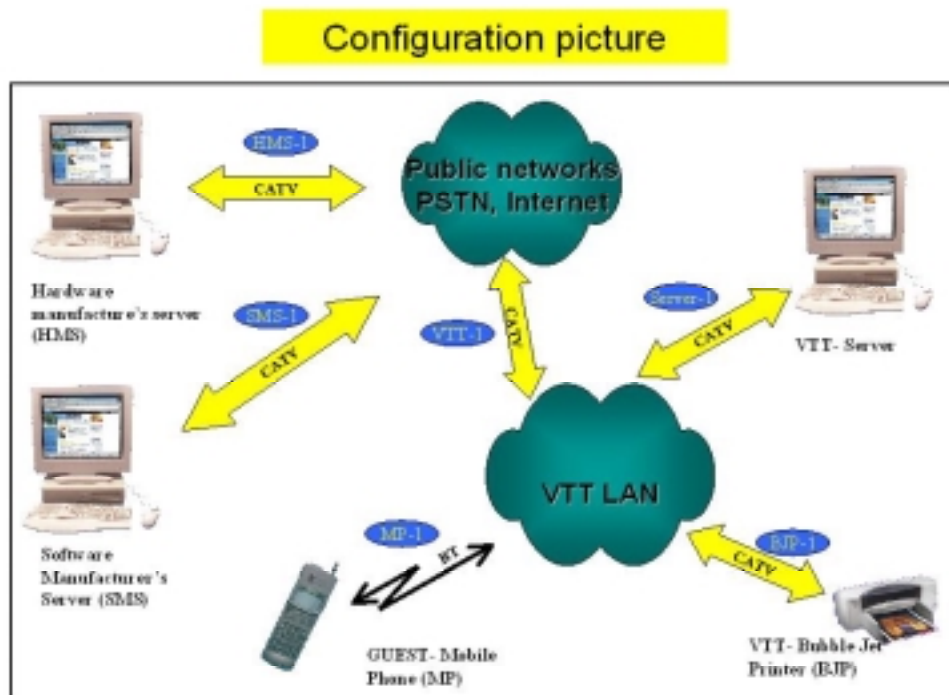 Configuration picture
HMS-1
CATV
Public networks
PSTN, Internet
Hardware
manufacture's server
(HMS)
SMS-1
CATV
VTT-1
CATV
Server-1
CATV
VTT- Server
Software
Manufacturer's
Server (SMS)
VTT LAN
MP-1
BT
GUEST- Mobile
Phone (MP)
BJP-1
CATV
VTT- Bubble Jet
Printer (BJP)